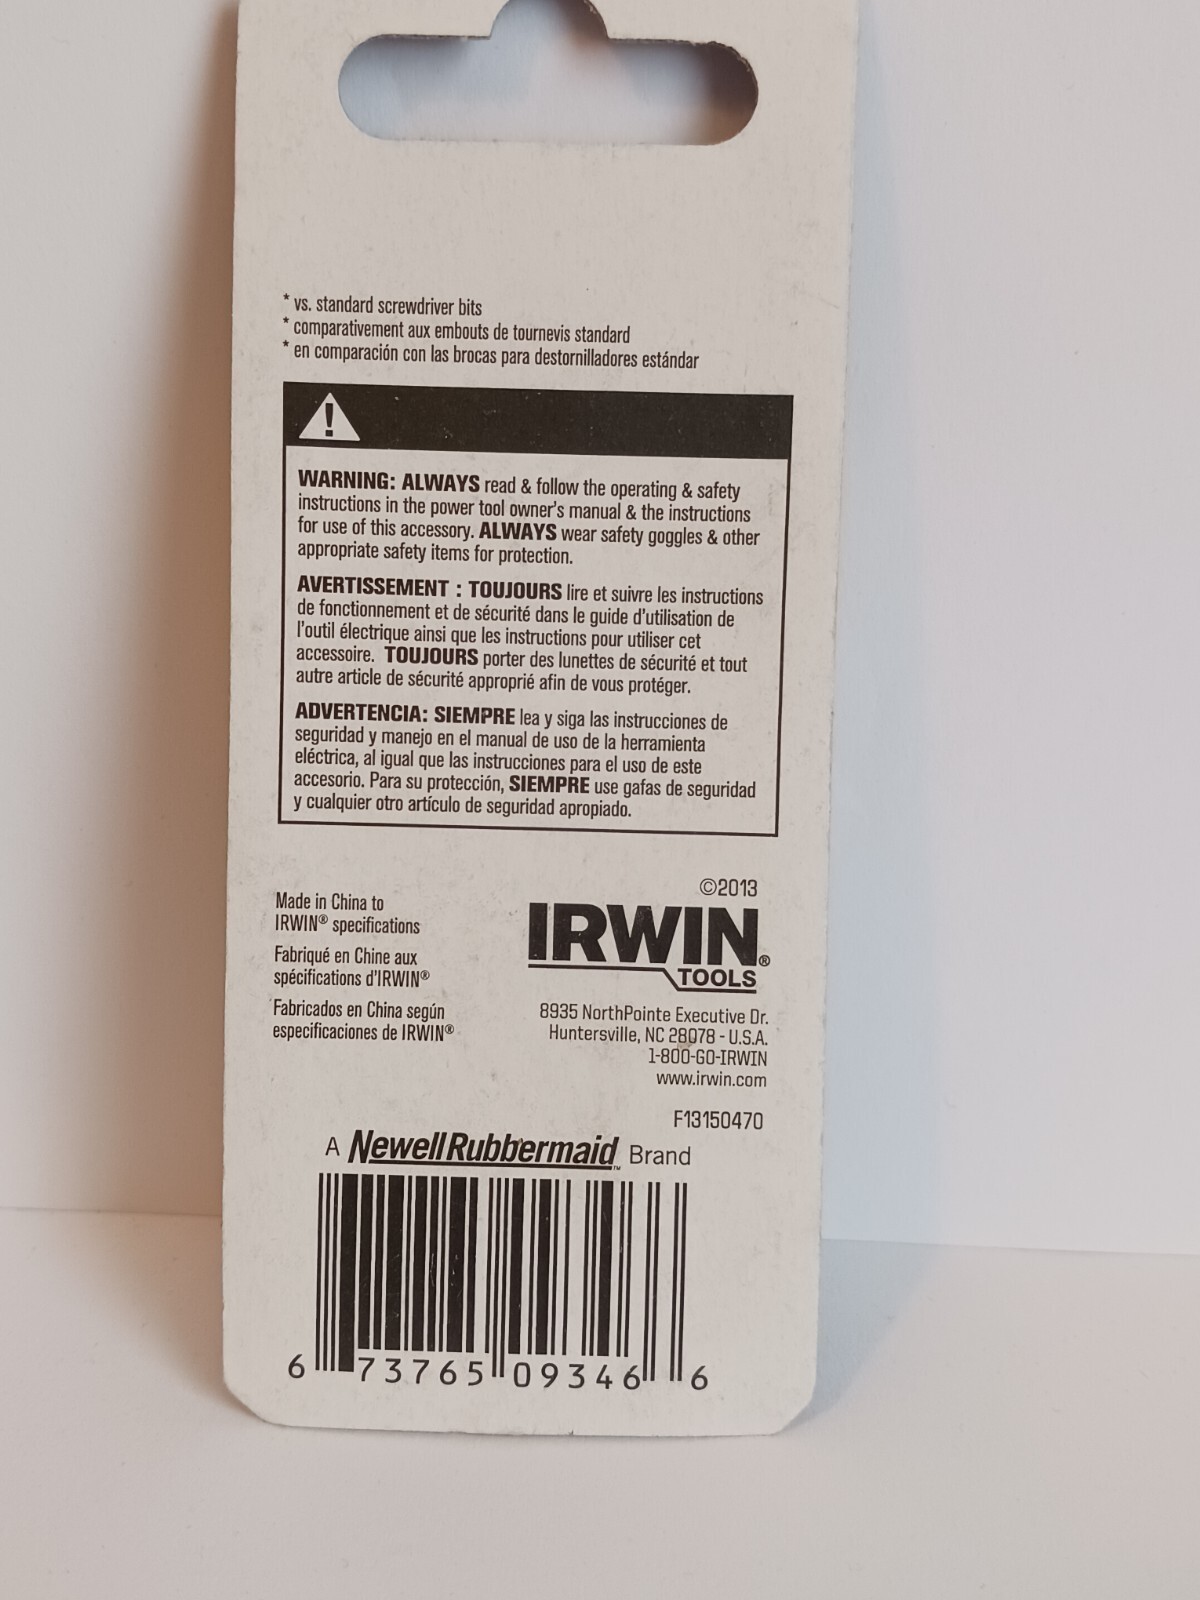 * vs. standard screwdriver bits
* comparativement aux embouts de tournevis standard
* en comparación con las brocas para destornilladores estándar
WARNING: ALWAYS read & follow the operating & safety
instructions in the power tool owner's manual & the instructions
for use of this accessory. ALWAYS wear safety goggles & other
appropriate safety items for protection.
AVERTISSEMENT : TOUJOURS lire et suivre les instructions
de fonctionnement et de sécurité dans le guide d'utilisation de
l'outil électrique ainsi que les instructions pour utiliser cet
accessoire. TOUJOURS porter des lunettes de sécurité et tout
autre article de sécurité approprié afin de vous protéger.
ADVERTENCIA: SIEMPRE lea y siga las instrucciones de
seguridad y manejo en el manual de uso de la herramienta
eléctrica, al igual que las instrucciones para el uso de este
accesorio. Para su protección, SIEMPRE use gafas de seguridad
y cualquier otro artículo de seguridad apropiado.
Made in China to
IRWIN® specifications
Fabriqué en Chine aux
spécifications d'IRWIN®
Fabricados en China según
especificaciones de IRWIN®
©2013
IRWIN®
TOOLS
8935 NorthPointe Executive Dr.
Huntersville, NC 28078 - U.S.A.
1-800-GO-IRWIN
www.irwin.com
F13150470
A NewellRubbermaid™ Brand
6 73765 09346 6